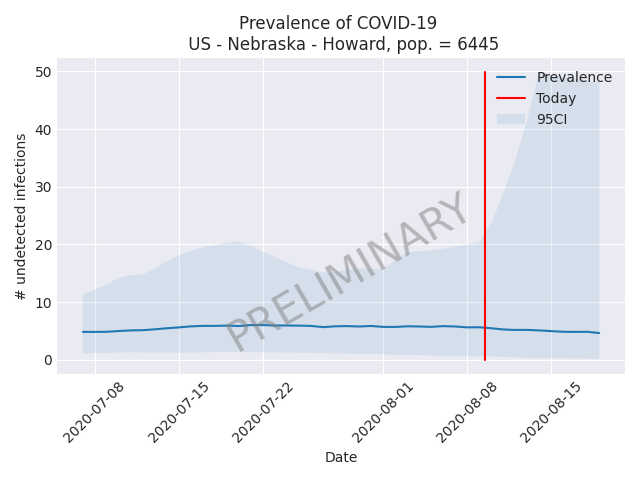 Prevalence of COVID-19
US - Nebraska - Howard, pop. = 6445
50
40
30
20
10
0
# undetected infections
Prevalence
Today
95CI
PRELIMINARY
2020-07-08
2020-07-15
2020-07-22
2020-08-01
2020-08-08
2020-08-15
Date